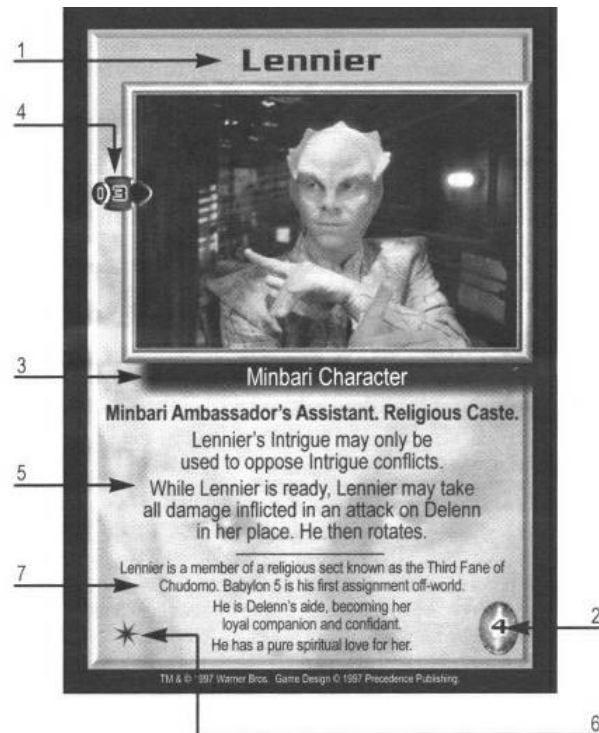 1
Lennier
4
0 3
3
Minbari Character
Minbari Ambassador's Assistant. Religious Caste.
Lennier's Intrigue may only be
used to oppose Intrigue conflicts.
5
While Lennier is ready, Lennier may take
all damage inflicted in an attack on Delenn
in her place. He then rotates.
Lennier is a member of a religious sect known as the Third Fane of
7
Chudomo. Babylon 5 is his first assignment off-world.
He is Delenn's aide, becoming her
loyal companion and confidant.
4
2
He has a pure spiritual love for her.
TM & © 1997 Warner Bros. Game Design © 1997 Precedence Publishing.
6